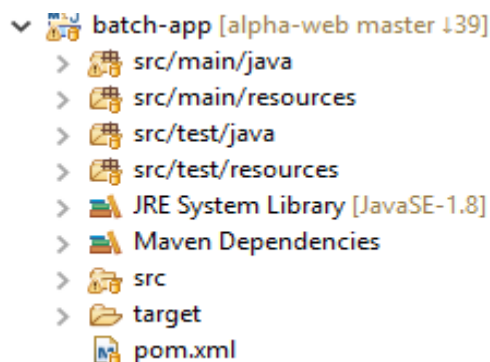 batch-app [alpha-web master ↓39]
src/main/java
src/main/resources
src/test/java
src/test/resources
JRE System Library [JavaSE-1.8]
Maven Dependencies
src
target
pom.xml